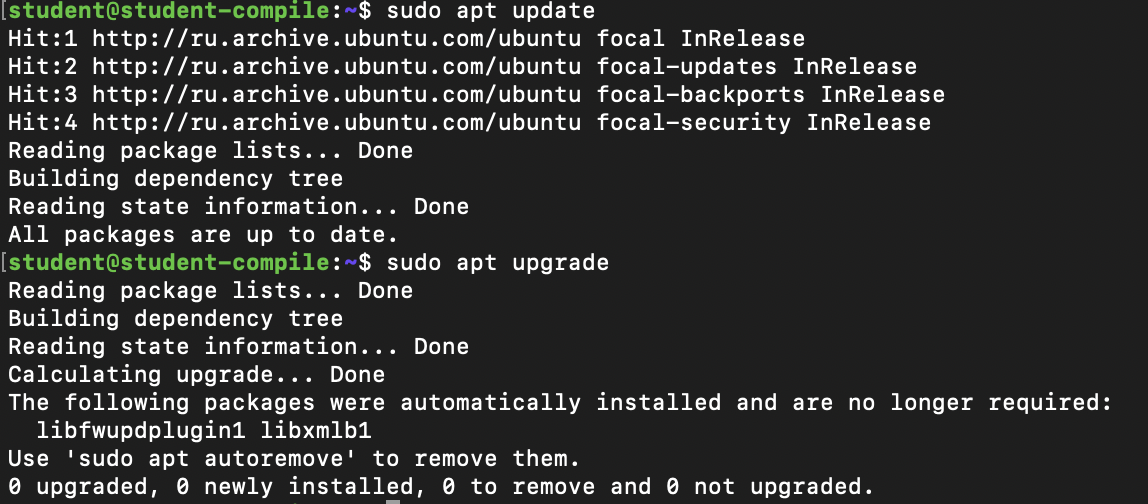 [student@student-compile:~$ sudo apt update
Hit:1 http://ru.archive.ubuntu.com/ubuntu focal InRelease
Hit:2 http://ru.archive.ubuntu.com/ubuntu focal-updates InRelease
Hit:3 http://ru.archive.ubuntu.com/ubuntu focal-backports InRelease
Hit:4 http://ru.archive.ubuntu.com/ubuntu focal-security InRelease
Reading package lists... Done
Building dependency tree
Reading state information... Done
All packages are up to date.
[student@student-compile:~$ sudo apt upgrade
Reading package lists... Done
Building dependency tree
Reading state information... Done
Calculating upgrade... Done
The following packages were automatically installed and are no longer required:
  libfwupdplugin1 libxmlb1
Use 'sudo apt autoremove' to remove them.
0 upgraded, 0 newly installed, 0 to remove and 0 not upgraded.